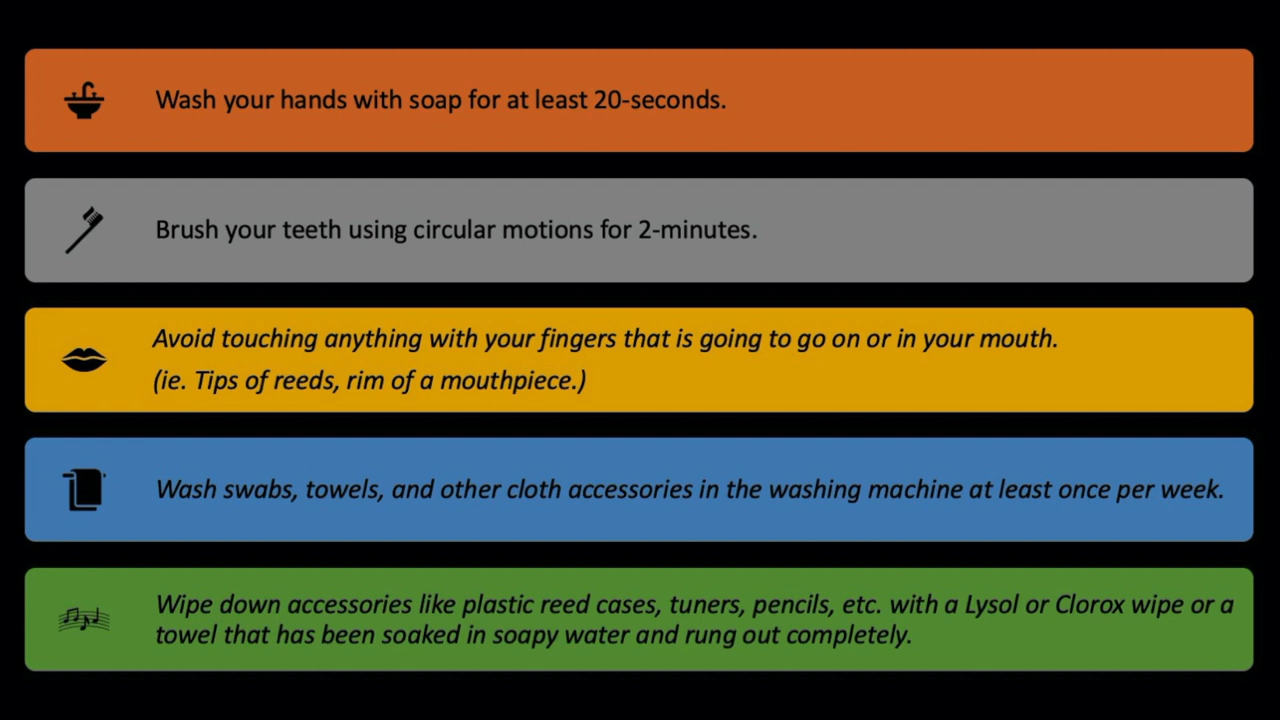 Wash your hands with soap for at least 20-seconds.
Brush your teeth using circular motions for 2-minutes.
Avoid touching anything with your fingers that is going to go on or in your mouth.
(ie. Tips of reeds, rim of a mouthpiece.)
Wash swabs, towels, and other cloth accessories in the washing machine at least once per week.
Wipe down accessories like plastic reed cases, tuners, pencils, etc. with a Lysol or Clorox wipe or a
towel that has been soaked in soapy water and rung out completely.